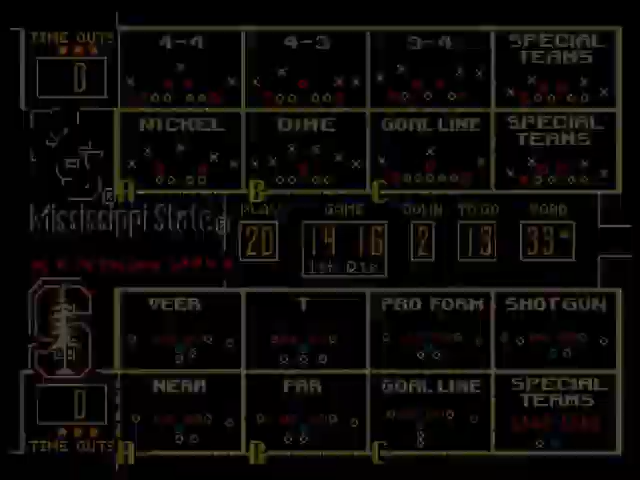 TIME OUTS
0
4-4 4-3 3-4 SPECIAL TEAMS
NICKEL DIME GOAL LINE SPECIAL TEAMS
A B C
Mississippi State
PLAY GAME DOWN TO GO YARD
20 14 16 2 13 33
1st Qtr
S
VEER T PRO FORM SHOTGUN
NEAR FAR GOAL LINE SPECIAL TEAMS
0
TIME OUTS
A B C